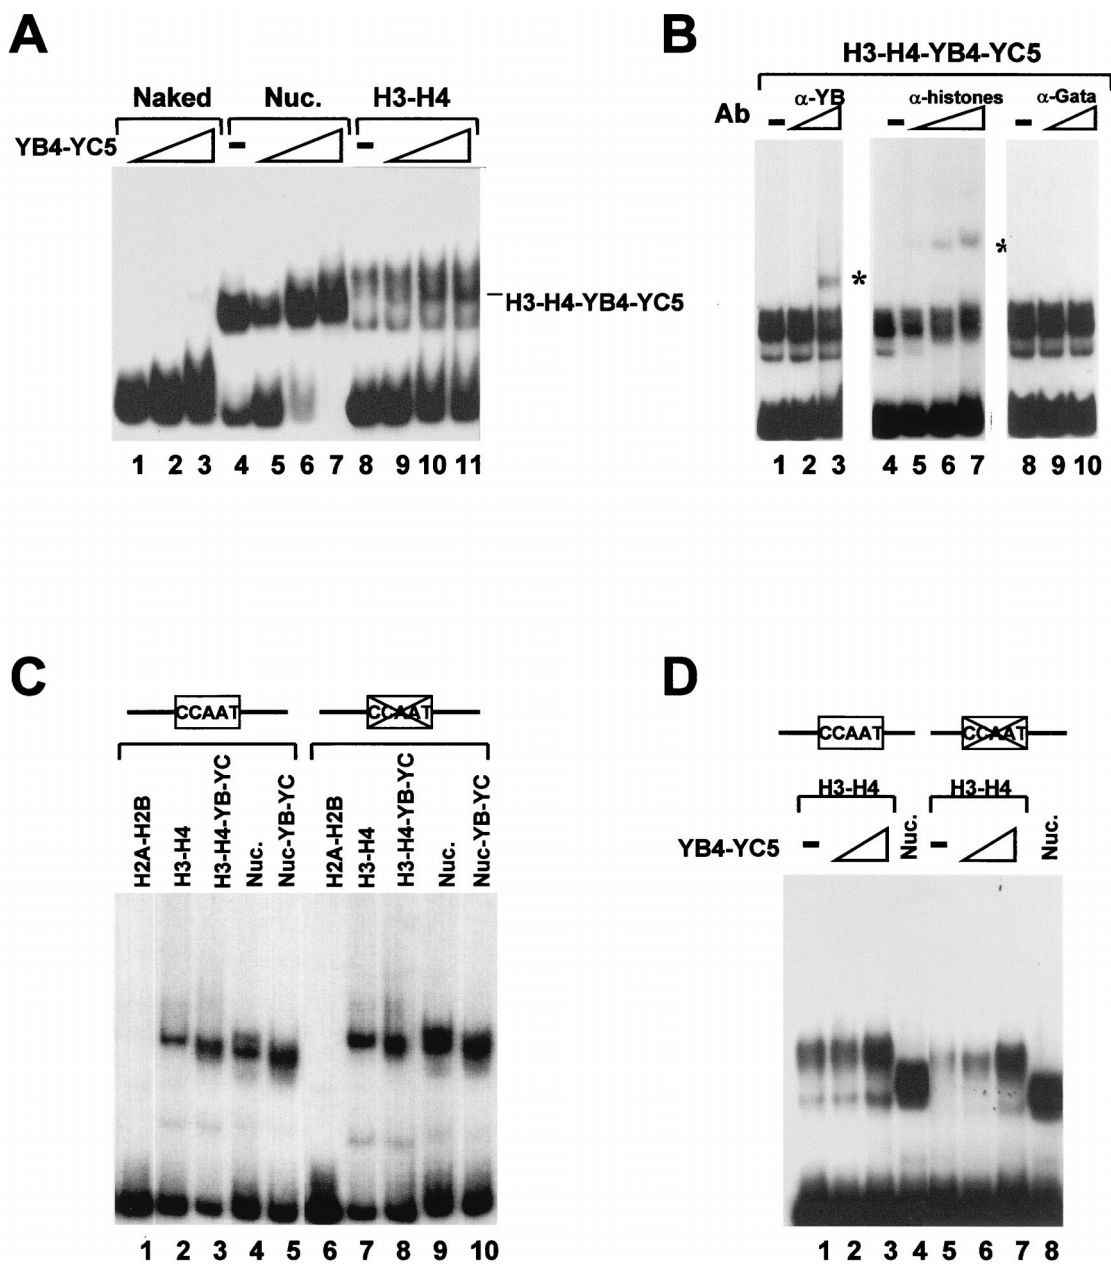 A
Naked Nuc. H3-H4
YB4-YC5 -  -
H3-H4-YB4-YC5
1 2 3 4 5 6 7 8 9 10 11
B
H3-H4-YB4-YC5
Ab α-YB α-histones α-Gata
- - -
*
*
1 2 3 4 5 6 7 8 9 10
C
CCAAT CCAAT
H2A-H2B H3-H4 H3-H4-YB-YC Nuc. Nuc-YB-YC H2A-H2B H3-H4 H3-H4-YB-YC Nuc. Nuc-YB-YC
1 2 3 4 5 6 7 8 9 10
D
CCAAT CCAAT
H3-H4 H3-H4
YB4-YC5 - Nuc. - Nuc.
1 2 3 4 5 6 7 8